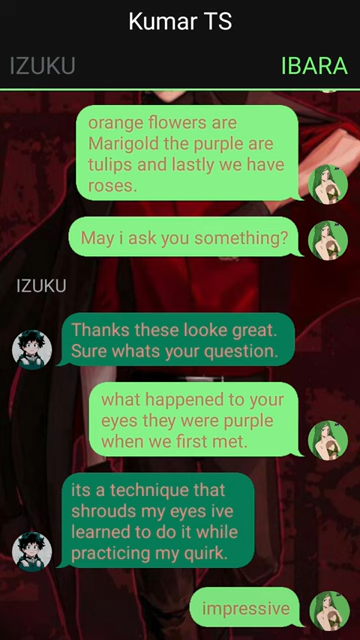 Kumar TS
IZUKU
IBARA
orange flowers are
Marigold the purple are
tulips and lastly we have
roses.
May i ask you something?
IZUKU
Thanks these looke great.
Sure whats your question.
what happened to your
eyes they were purple
when we first met.
its a technique that
shrouds my eyes ive
learned to do it while
practicing my quirk.
impressive